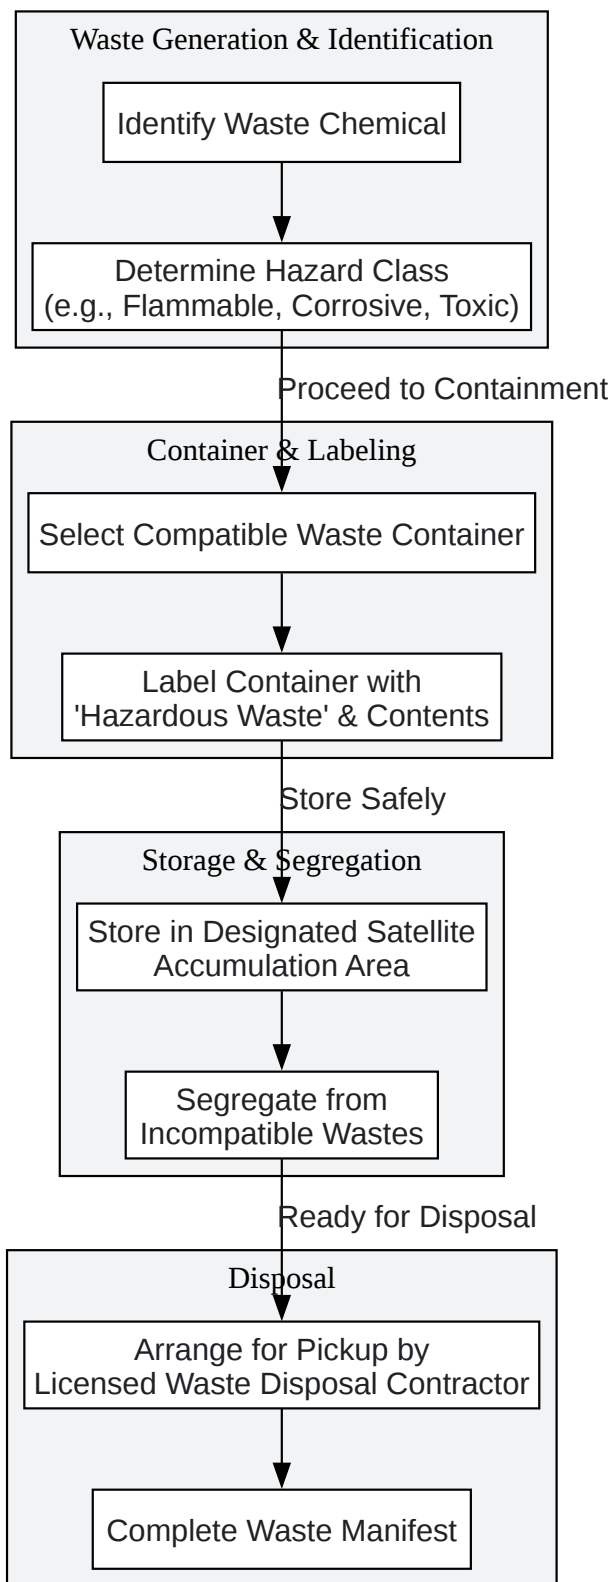 Waste Generation & Identification
Identify Waste Chemical
Determine Hazard Class
(e.g., Flammable, Corrosive, Toxic)
Proceed to Containment
Container & Labeling
Select Compatible Waste Container
Label Container with
'Hazardous Waste' & Contents
Store Safely
Storage & Segregation
Store in Designated Satellite
Accumulation Area
Segregate from
Incompatible Wastes
Ready for Disposal
Disposal
Arrange for Pickup by
Licensed Waste Disposal Contractor
Complete Waste Manifest